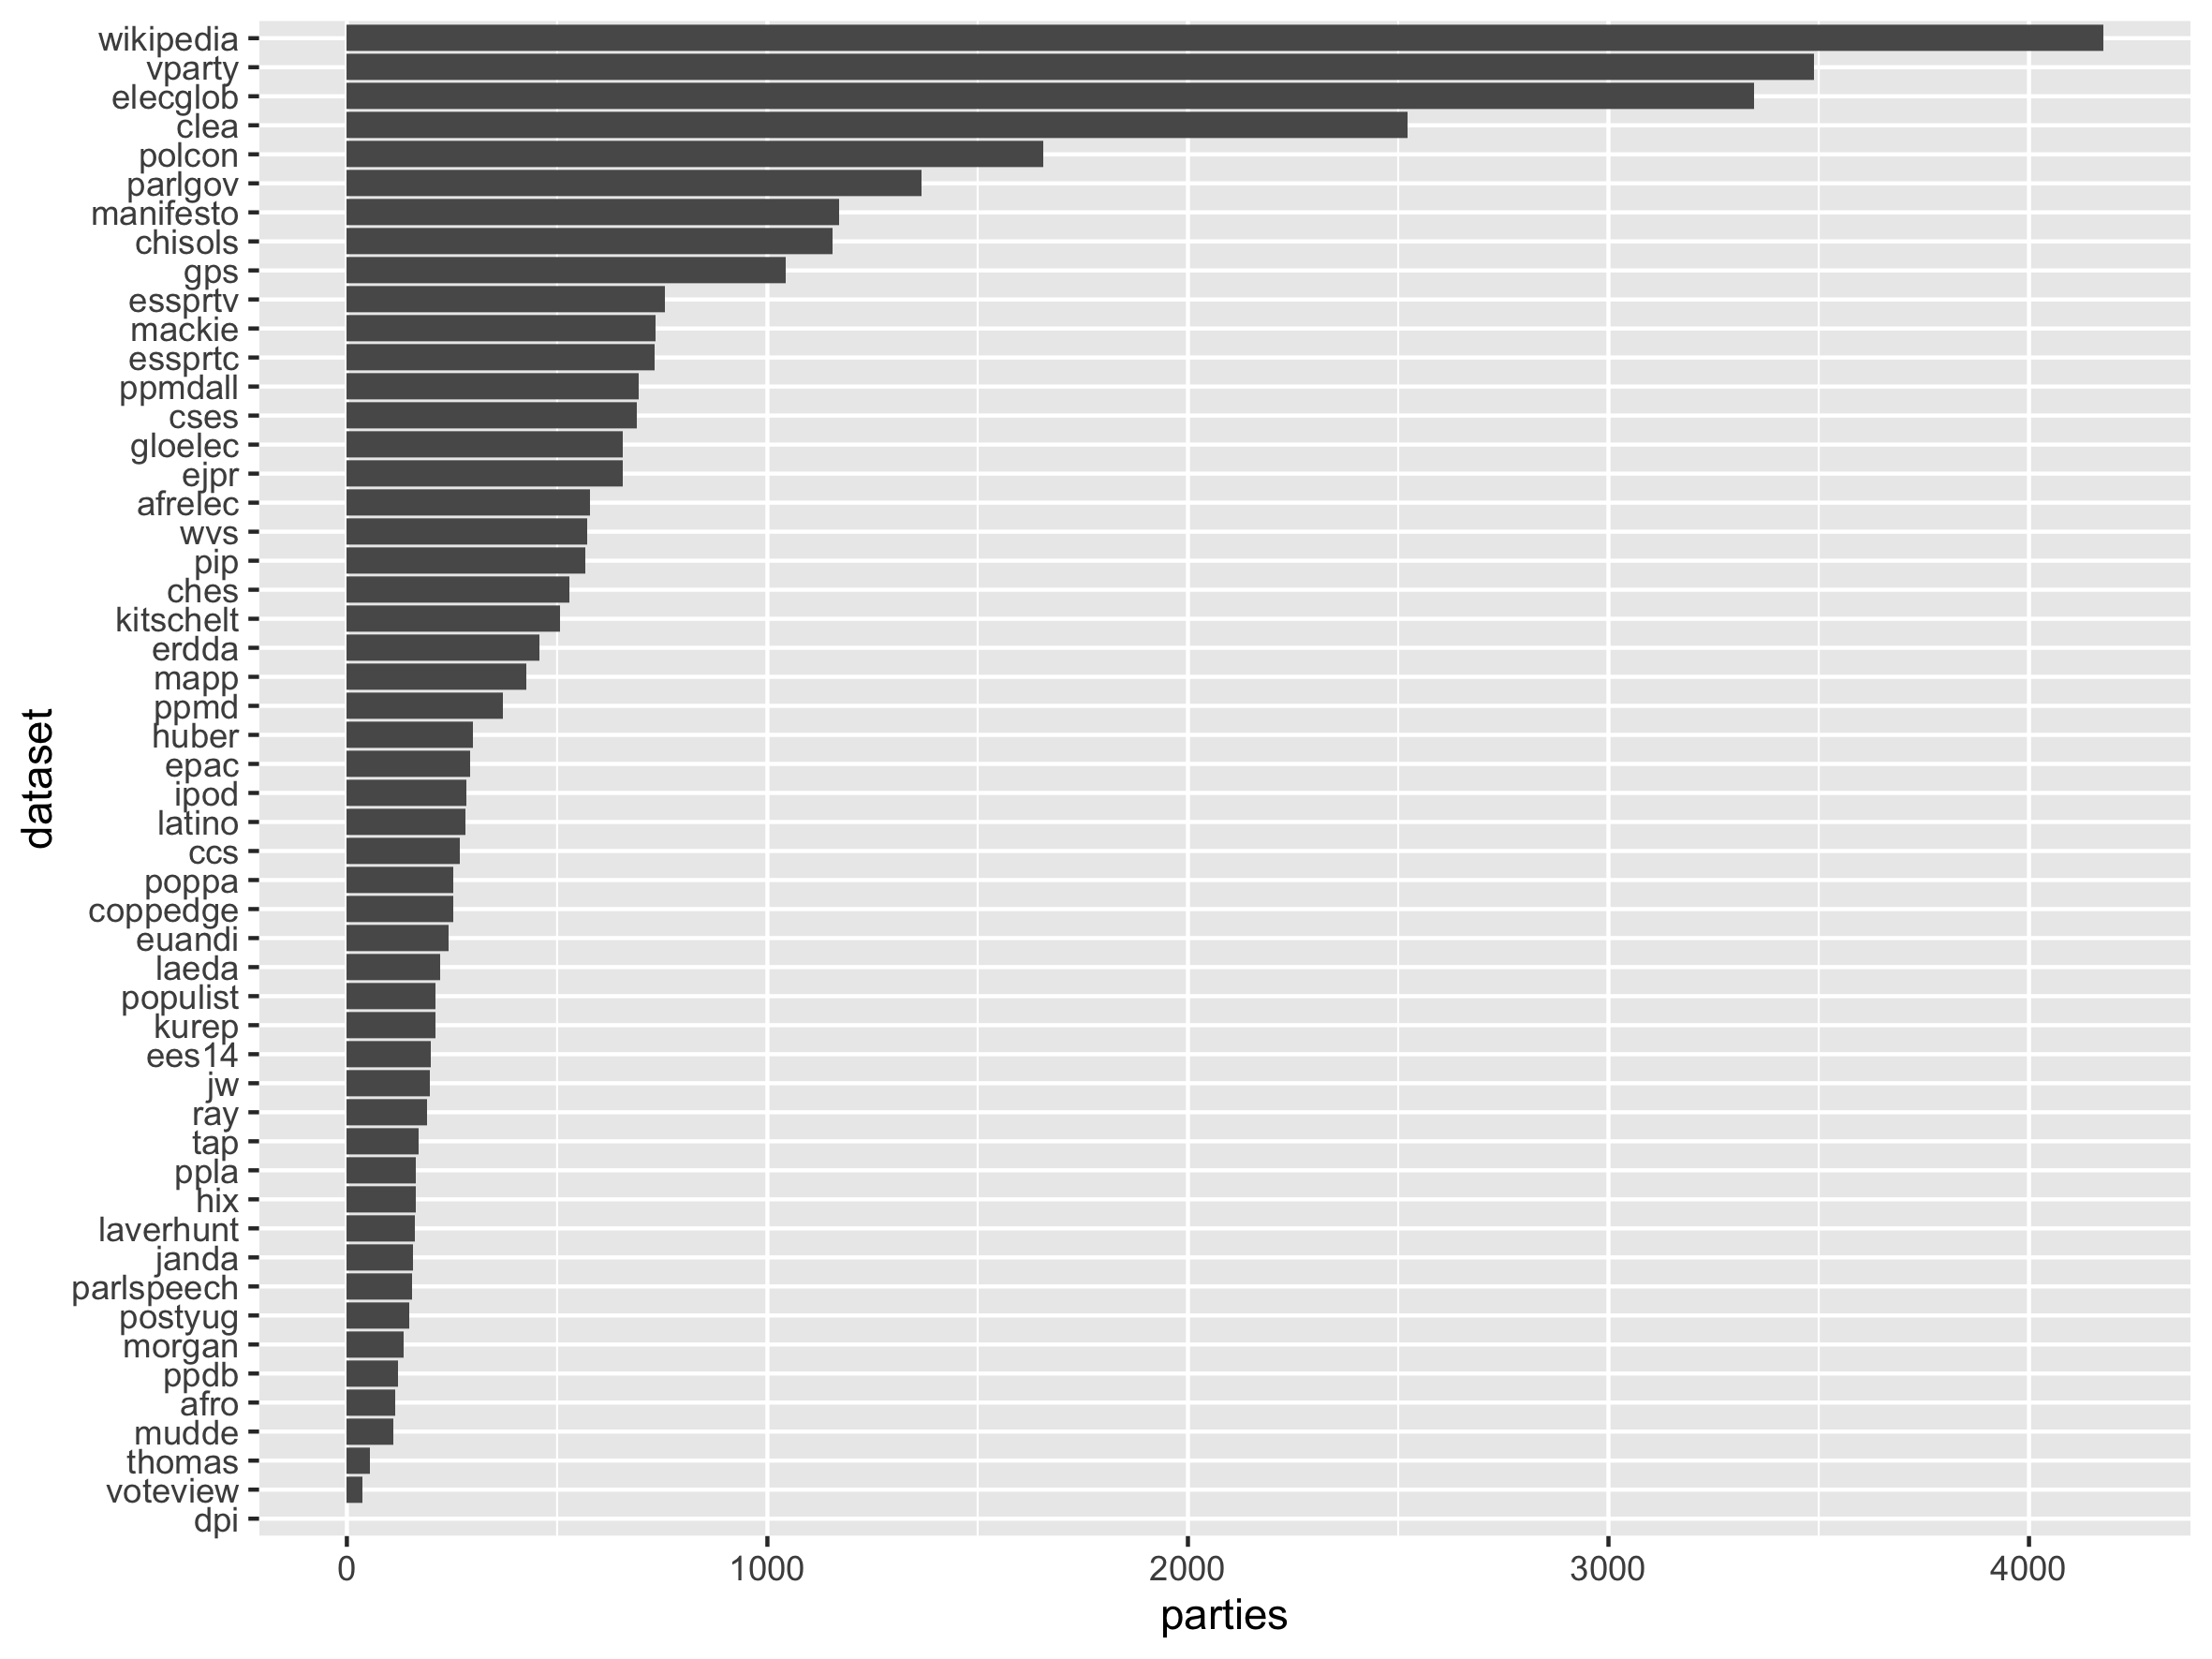 wikipedia
vparty
elecglob
clea
polcon
parlgov
manifesto
chisols
gps
essprtv
mackie
essprtc
ppmdall
cses
gloelec
ejpr
afrelec
wvs
pip
ches
kitschelt
erdda
mapp
ppmd
huber
epac
ipod
latino
ccs
poppa
coppedge
euandi
laeda
populist
kurep
ees14
jw
ray
tap
ppla
hix
laverhunt
janda
parlspeech
postyug
morgan
ppdb
afro
mudde
thomas
voteview
dpi
dataset
0 1000 2000 3000 4000
parties